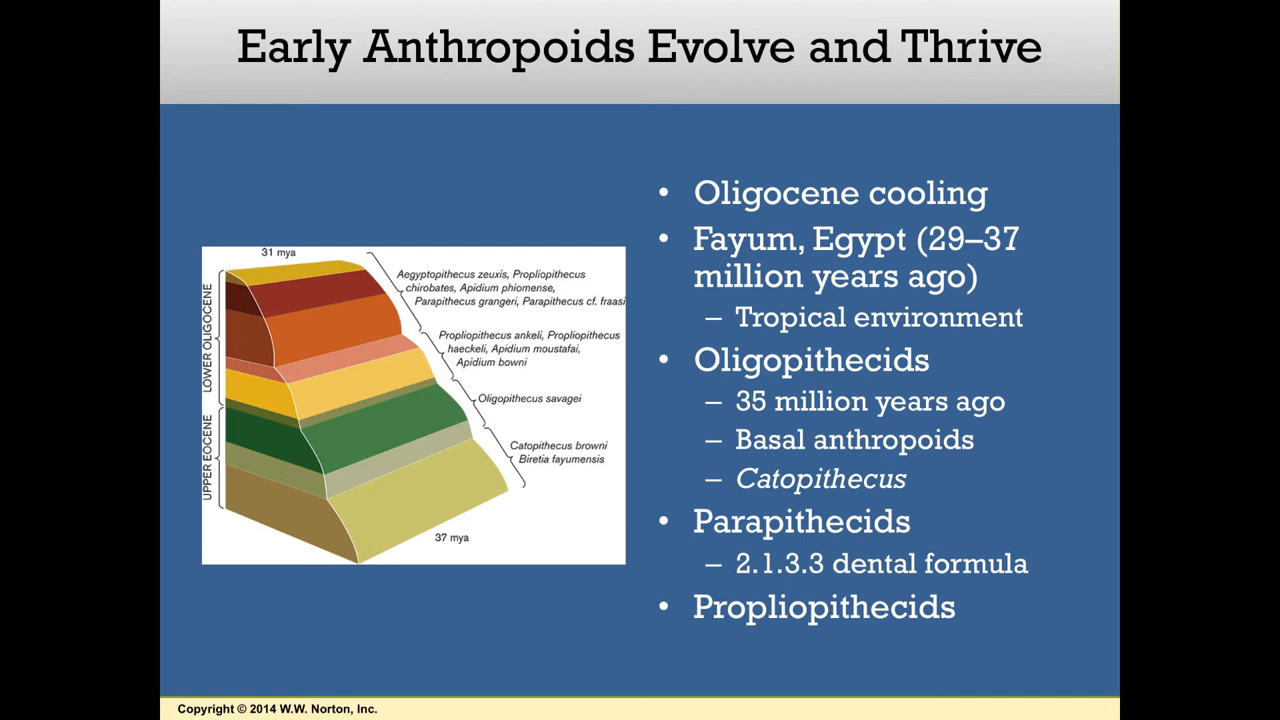 Early Anthropoids Evolve and Thrive
31 mya
Aegyptopithecus zeuxis, Propliopithecus
chirobates, Apidium phiomense,
Parapithecus grangeri, Parapithecus cf. fraasi
Propliopithecus ankeli, Propliopithecus
haeckeli, Apidium moustafai,
Apidium bowni
Oligopithecus savagei
Catopithecus browni
Biretia fayumensis
LOWER OLIGOCENE
UPPER EOCENE
37 mya
• Oligocene cooling
• Fayum, Egypt (29–37
million years ago)
– Tropical environment
• Oligopithecids
– 35 million years ago
– Basal anthropoids
– Catopithecus
• Parapithecids
– 2.1.3.3 dental formula
• Propliopithecids
Copyright © 2014 W.W. Norton, Inc.